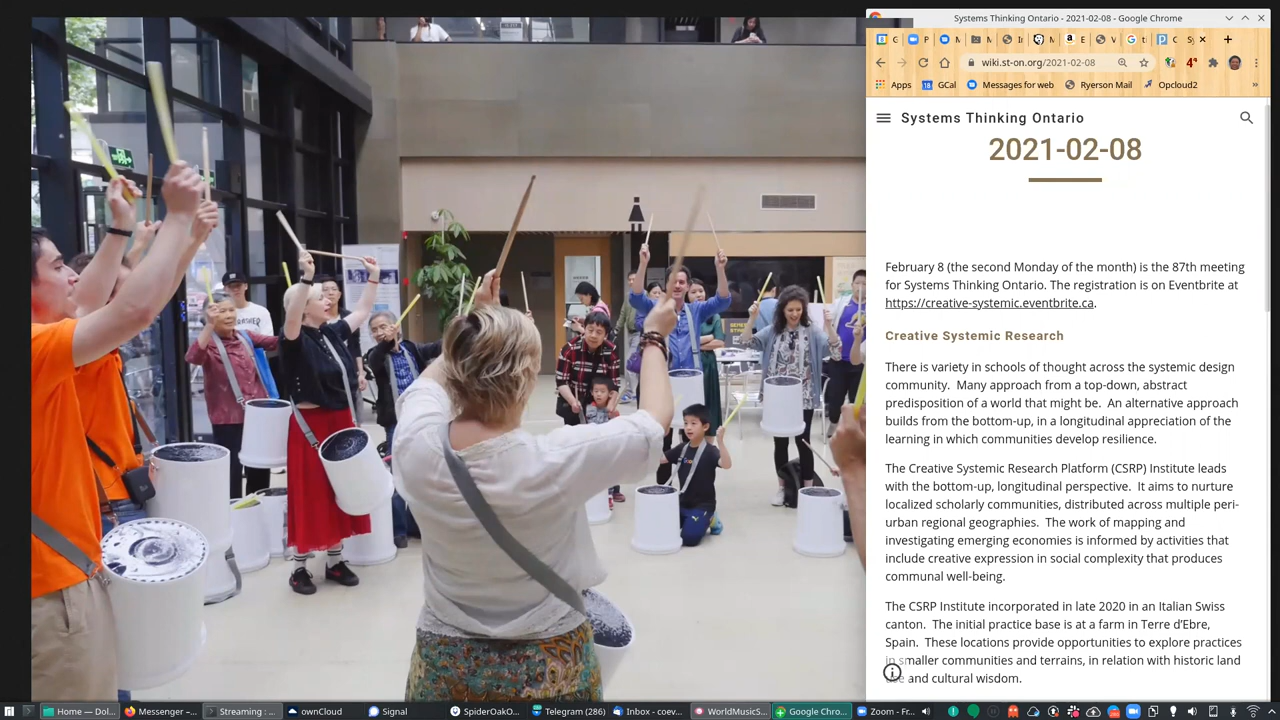 Systems Thinking Ontario - 2021-02-08 - Google Chrome
wiki.st-on.org/2021-02-08
Apps GCal Messages for web Ryerson Mail Opcloud2 »
Systems Thinking Ontario
2021-02-08
February 8 (the second Monday of the month) is the 87th meeting
for Systems Thinking Ontario. The registration is on Eventbrite at
https://creative-systemic.eventbrite.ca.
Creative Systemic Research
There is variety in schools of thought across the systemic design
community. Many approach from a top-down, abstract
predisposition of a world that might be. An alternative approach
builds from the bottom-up, in a longitudinal appreciation of the
learning in which communities develop resilience.
The Creative Systemic Research Platform (CSRP) Institute leads
with the bottom-up, longitudinal perspective. It aims to nurture
localized scholarly communities, distributed across multiple peri-
urban regional geographies. The work of mapping and
investigating emerging economies is informed by activities that
include creative expression in social complexity that produces
communal well-being.
The CSRP Institute incorporated in late 2020 in an Italian Swiss
canton. The initial practice base is at a farm in Terre d'Ebre,
Spain. These locations provide opportunities to explore practices
in smaller communities and terrains, in relation with historic land
use and cultural wisdom.
Home — Dol... Messenger –... Streaming : ... ownCloud Signal SpiderOakO... Telegram (286) Inbox - coev... WorldMusicS... Google Chro... Zoom - Fr...